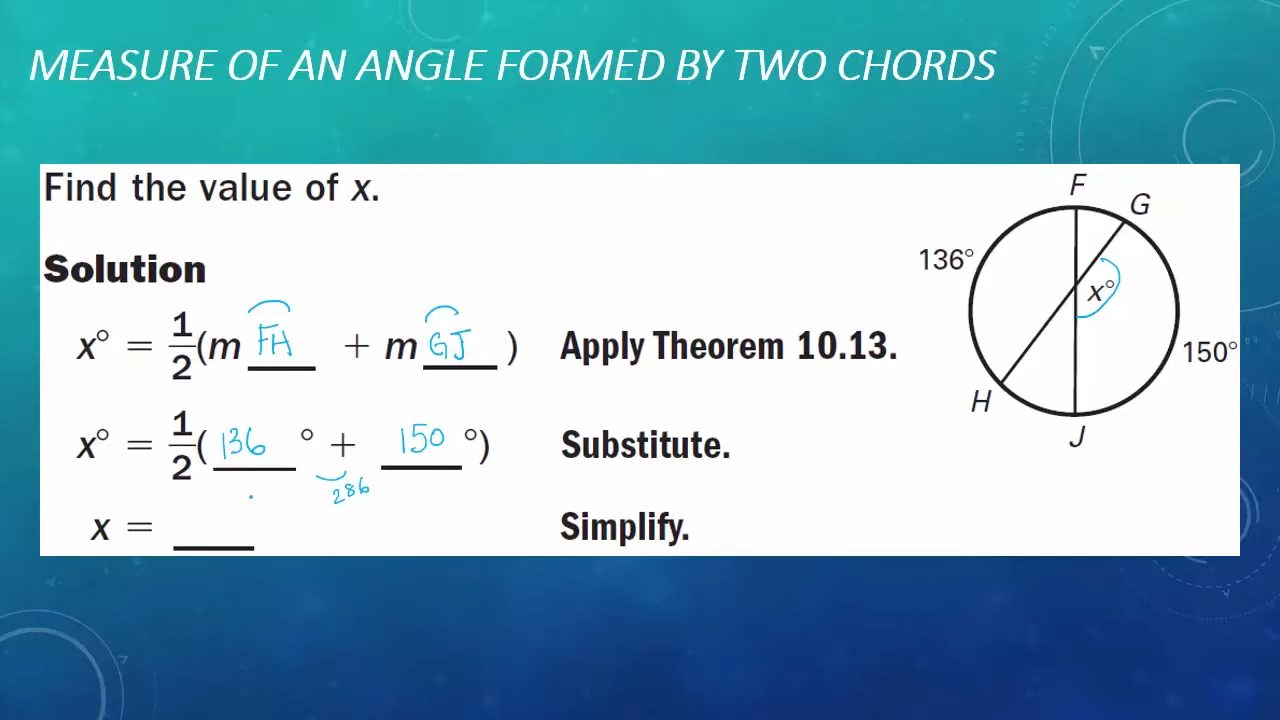 MEASURE OF AN ANGLE FORMED BY TWO CHORDS
Find the value of x.
Solution
x° = 1/2(m FH + m GJ) Apply Theorem 10.13.
x° = 1/2(136° + 150°) Substitute.
286
x = ____ Simplify.
F
G
136°
x°
150°
H
J